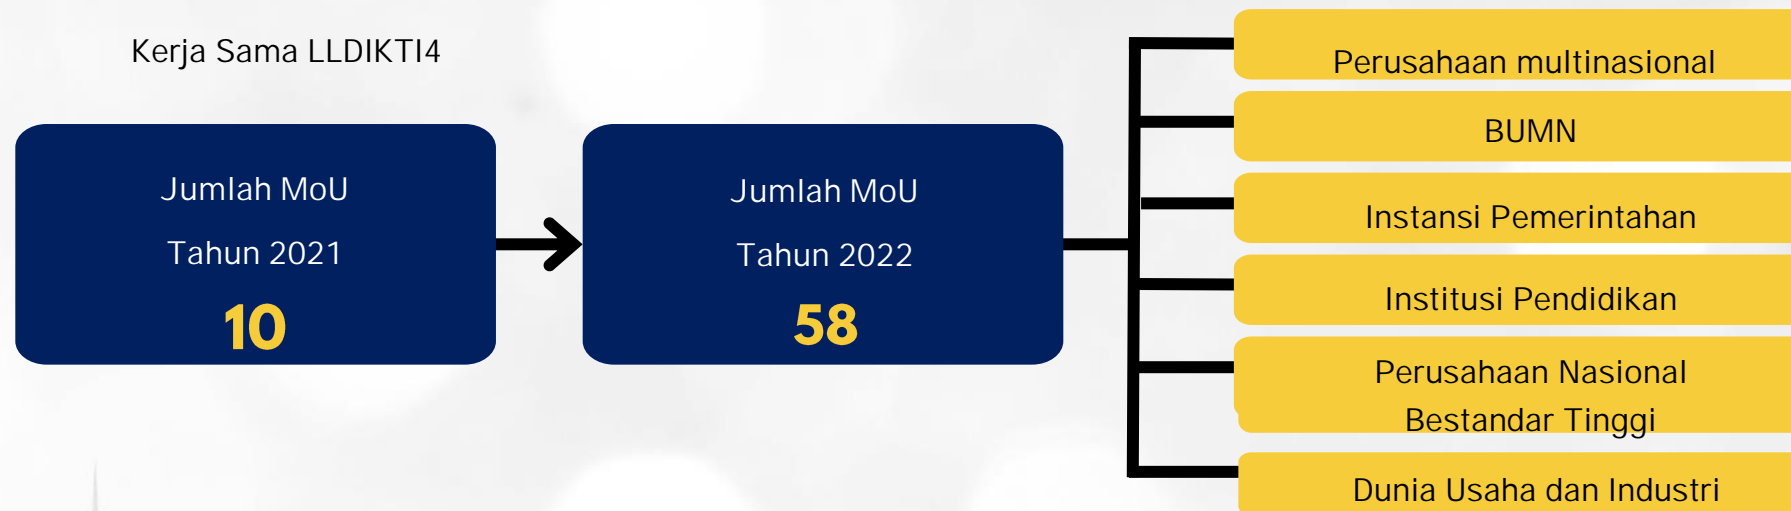 Kerja Sama LLDIKTI4
Jumlah MoU
Tahun 2021
10
Jumlah MoU
Tahun 2022
58
Perusahaan multinasional
BUMN
Instansi Pemerintahan
Institusi Pendidikan
Perusahaan Nasional
Bestandar Tinggi
Dunia Usaha dan Industri